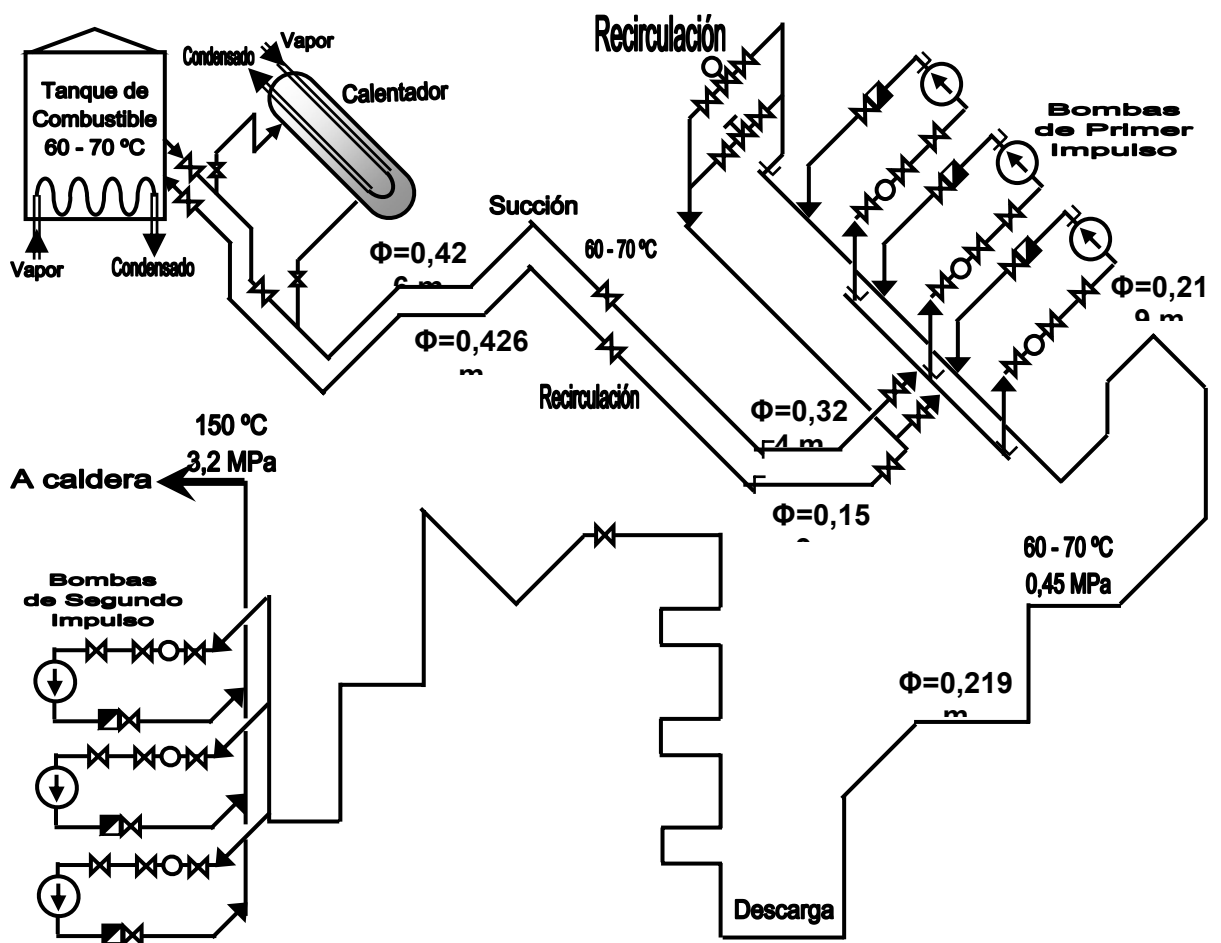 Tanque de
Combustible
60 - 70 ºC
Vapor
Condensado
Condensado
Vapor
Calentador
Succión
Φ=0,42
60 - 70 ºC
Φ=0,426
m
Recirculación
Recirculación
Bombas
de Primer
Impulso
Φ=0,21
9 m
Φ=0,32
4 m
Φ=0,15
60 - 70 ºC
0,45 MPa
150 ºC
3,2 MPa
A caldera
Bombas
de Segundo
Impulso
Φ=0,219
m
Descarga